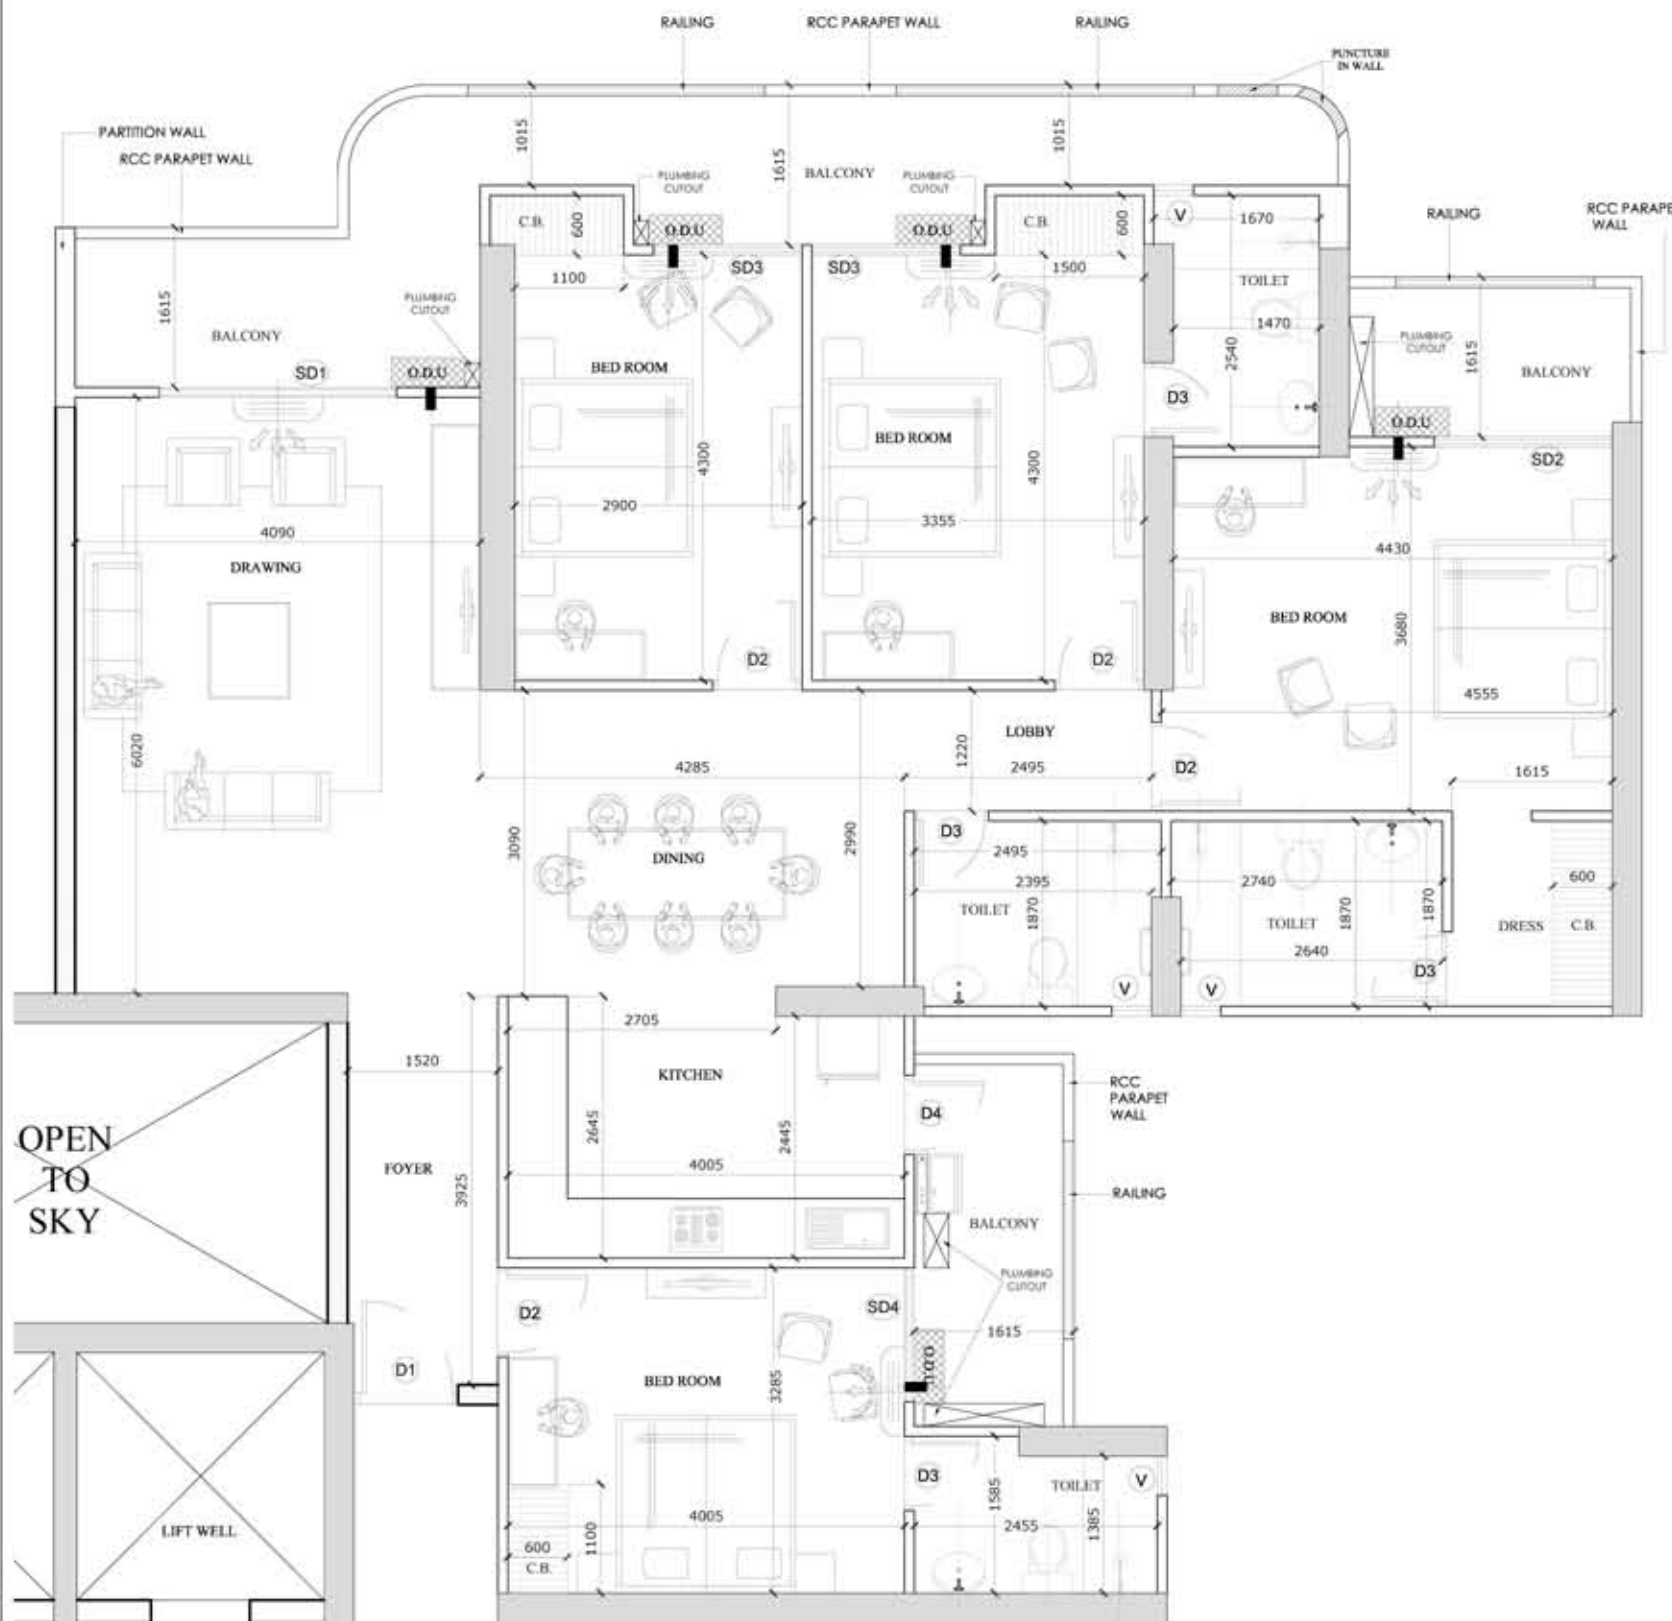 RAILING
RCC PARAPET WALL
RAILING
PUNCTURE
IN WALL
PARTITION WALL
RCC PARAPET WALL
1015
1615
1015
BALCONY
PLUMBING
CUTOUT
PLUMBING
CUTOUT
C.B.
600
O.D.U
O.D.U
C.B.
600
V
1670
RAILING
RCC PARAPE
WALL
1100
SD3
SD3
1500
TOILET
1615
BALCONY
PLUMBING
CUTOUT
SD1
O.D.U
BED ROOM
1470
2540
PLUMBING
CUTOUT
1615
BALCONY
D3
O.D.U
SD2
BED ROOM
4300
4300
2900
3355
4090
DRAWING
4430
BED ROOM
3680
D2
D2
4555
6020
LOBBY
4285
1220
2495
D2
1615
3090
DINING
2990
D3
2495
2395
TOILET
1870
2740
TOILET
1870
1870
2640
600
DRESS
C.B.
D3
V
V
2705
1520
KITCHEN
2645
2445
4005
D4
RCC
PARAPET
WALL
OPEN
TO
SKY
FOYER
3925
RAILING
BALCONY
PLUMBING
CUTOUT
D2
SD4
1615
D1
BED ROOM
3285
O.D.U
D3
TOILET
V
1585
1385
2455
4005
600
1100
C.B.
LIFT WELL